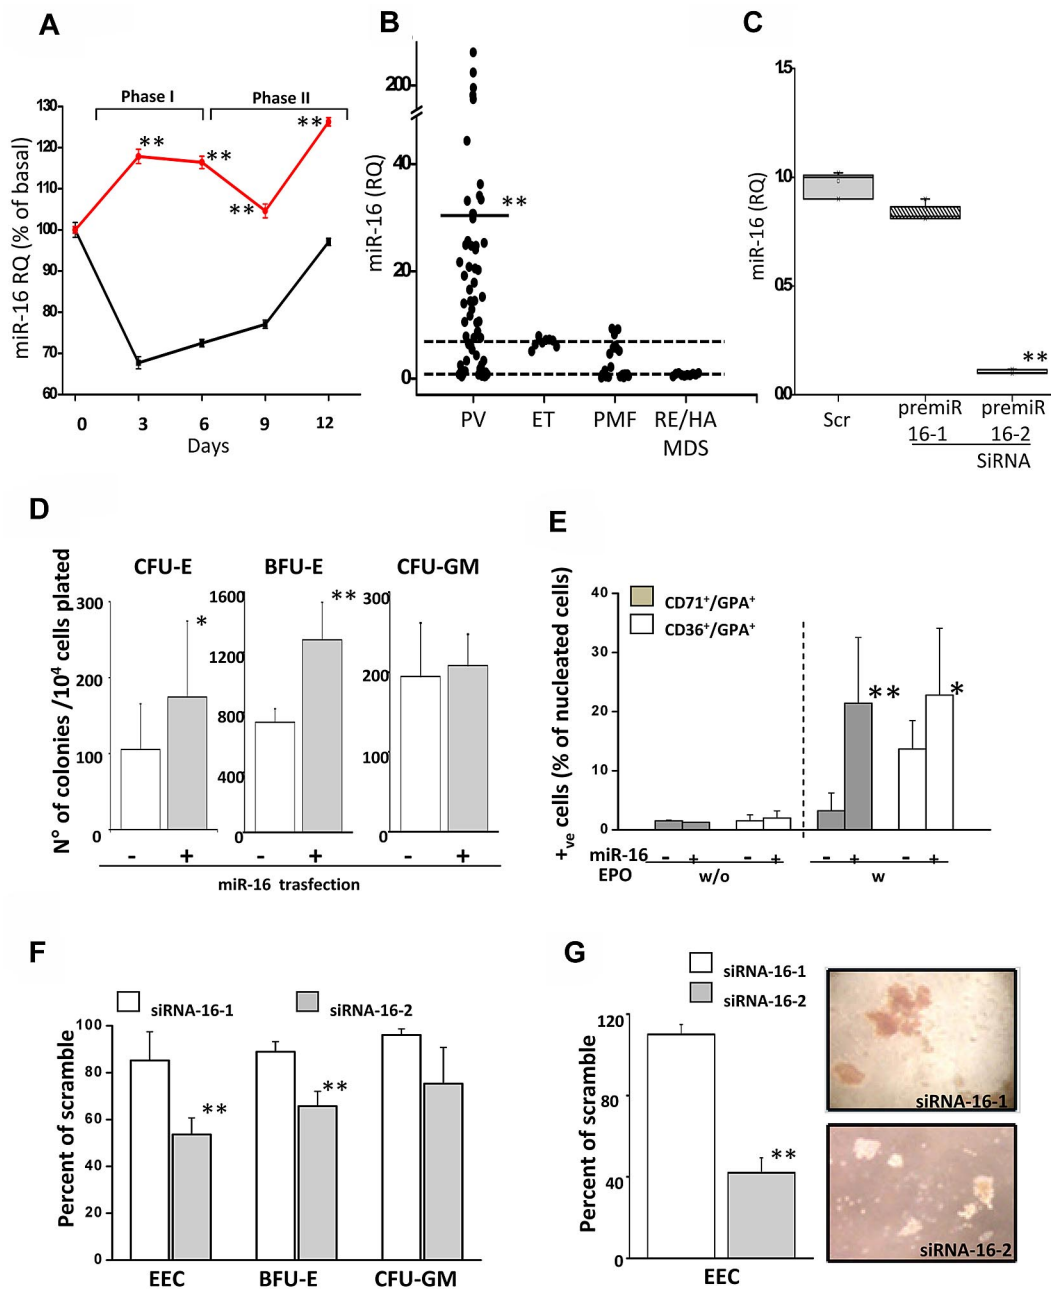 A
Phase I
Phase II
miR-16 RQ (% of basal)
130
120
110
100
90
80
70
60
**
**
**
**
0
3
6
9
12
Days
B
miR-16 (RQ)
200
40
20
0
**
PV
ET
PMF
RE/HA
MDS
C
miR-16 (RQ)
1.5
1.0
0.5
0.0
**
Scr
premiR
16-1
premiR
16-2
SiRNA
D
N° of colonies /10⁴ cells plated
CFU-E
BFU-E
CFU-GM
300
200
100
0
*
1600
1200
800
400
0
**
300
200
100
0
- +
- +
- +
miR-16 trasfection
E
+ve cells (% of nucleated cells)
40
30
20
10
0
CD71⁺/GPA⁺
CD36⁺/GPA⁺
**
*
miR-16 - + - + - + - +
EPO w/o w
F
siRNA-16-1
siRNA-16-2
Percent of scramble
100
80
60
40
20
0
**
**
EEC
BFU-E
CFU-GM
G
siRNA-16-1
siRNA-16-2
Percent of scramble
120
80
40
0
**
EEC
siRNA-16-1
siRNA-16-2